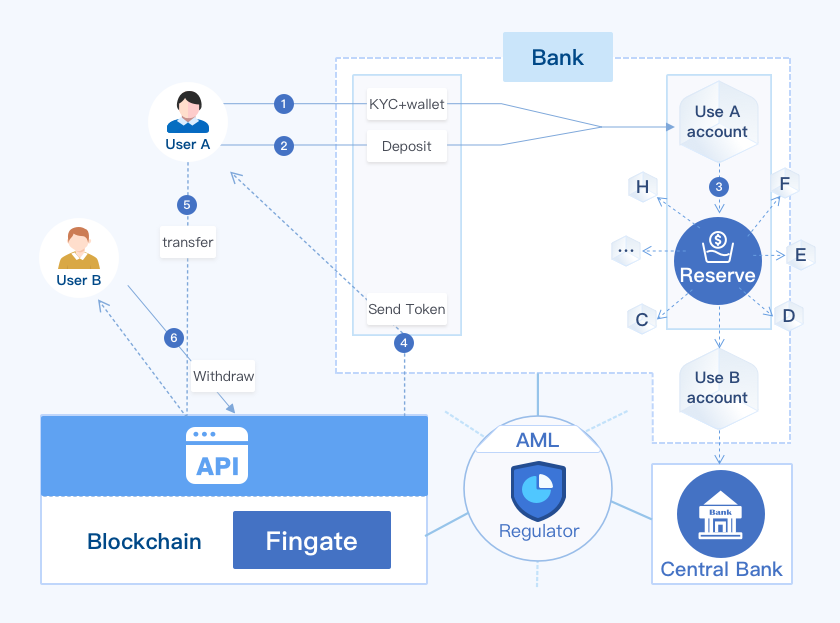 Bank
1
KYC+wallet
Use A
account
User A
2
Deposit
3
H
F
5
transfer
...
Reserve
E
User B
Send Token
C
D
6
4
Withdraw
Use B
account
API
AML
Regulator
Bank
Blockchain
Fingate
Central Bank